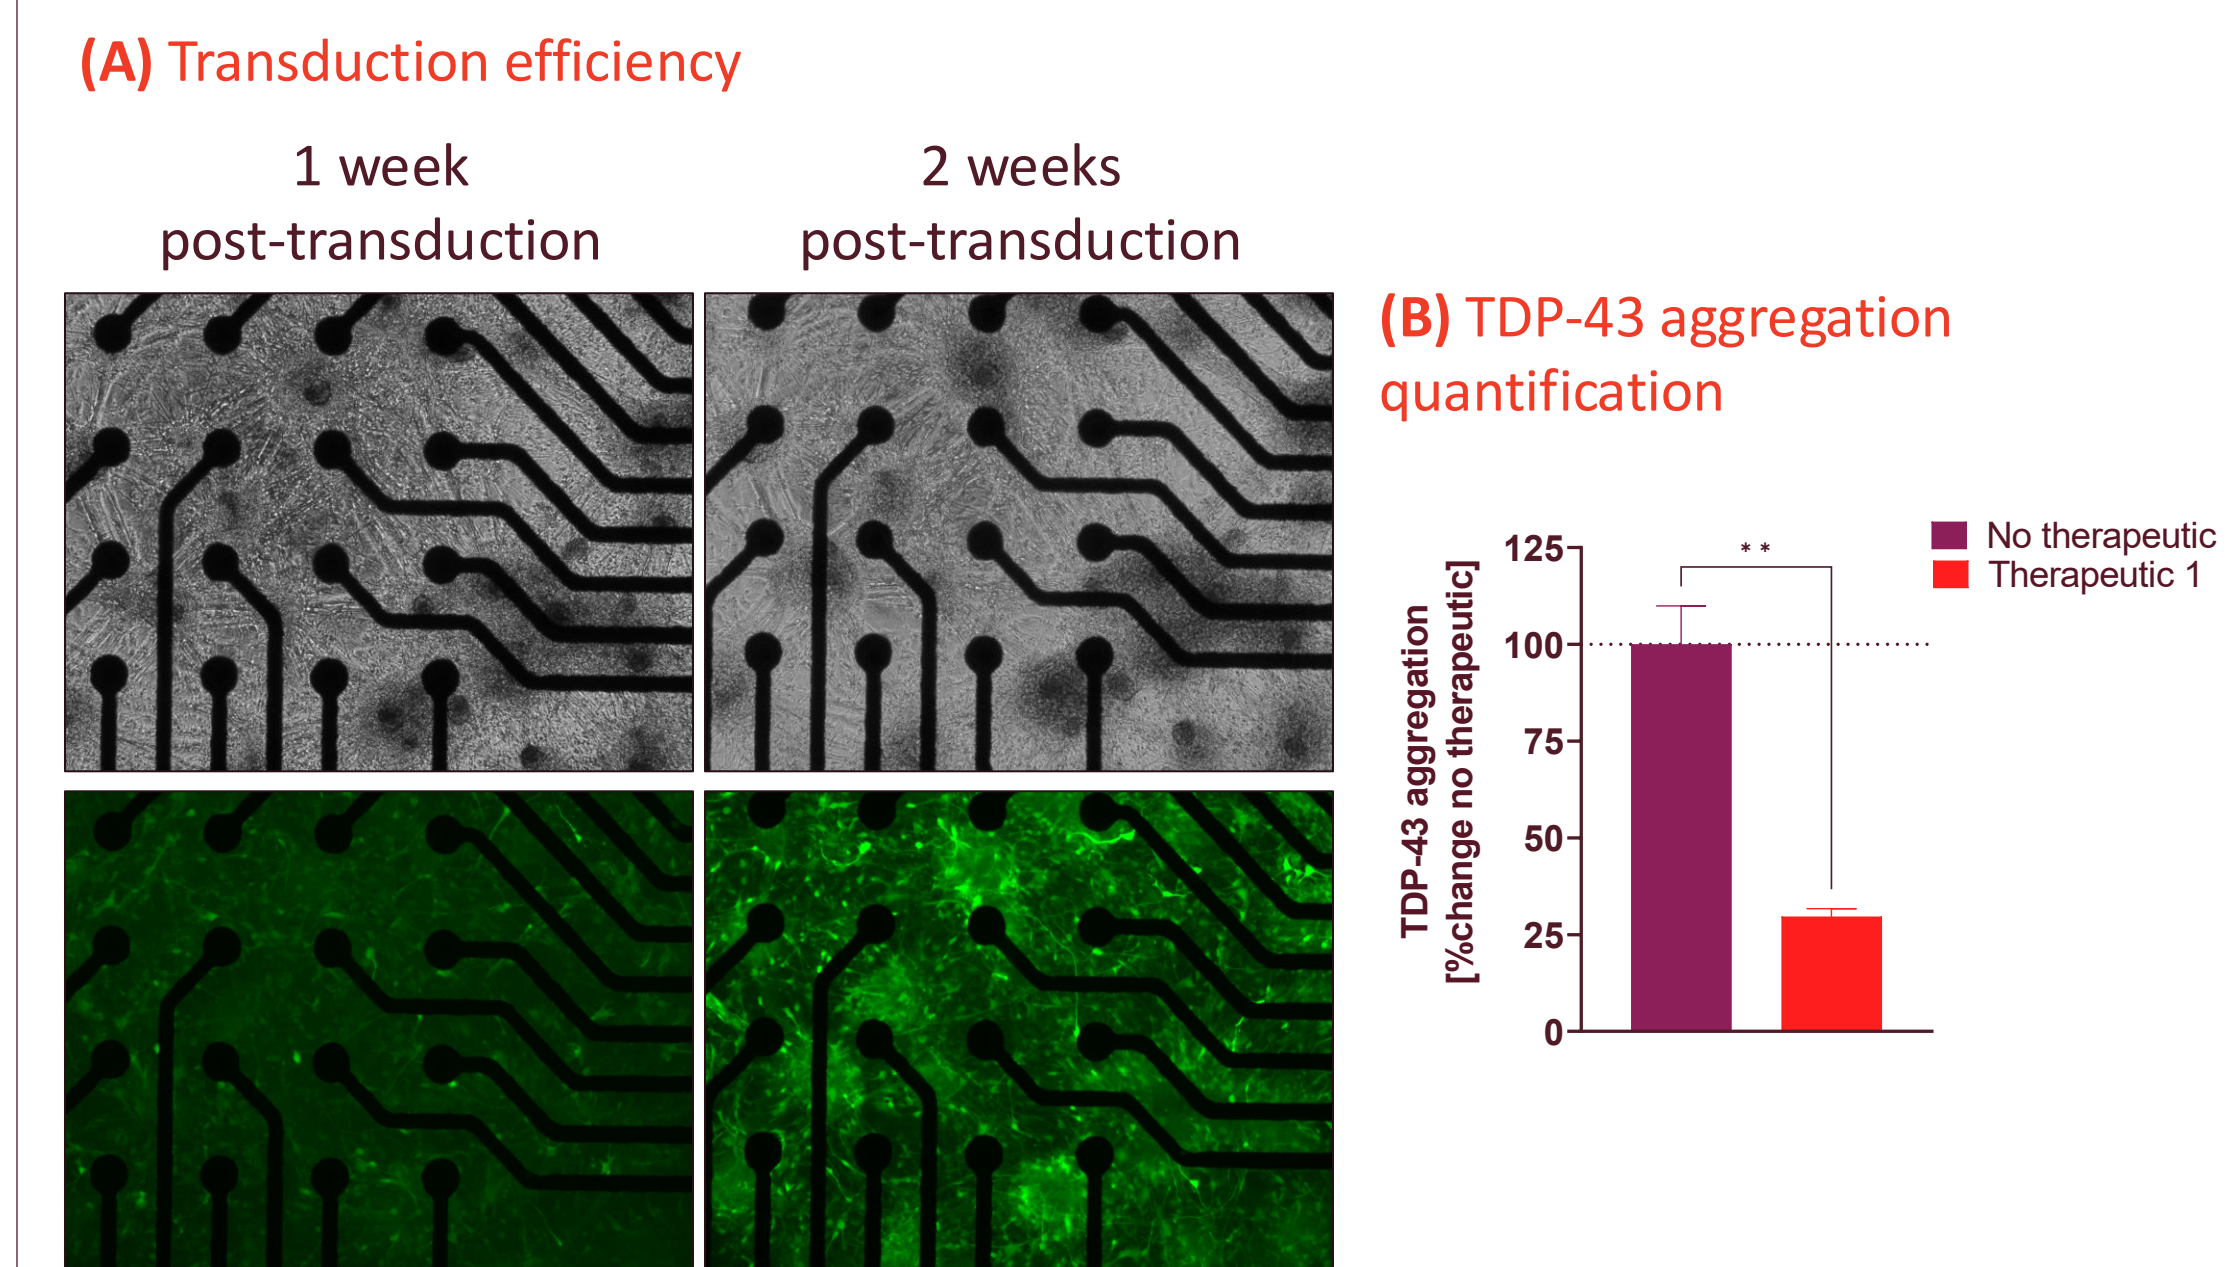 (A) Transduction efficiency
1 week
post-transduction
2 weeks
post-transduction
(B) TDP-43 aggregation
quantification
TDP-43 aggregation
[%change no therapeutic]
125
100
75
50
25
0
**
No therapeutic
Therapeutic 1